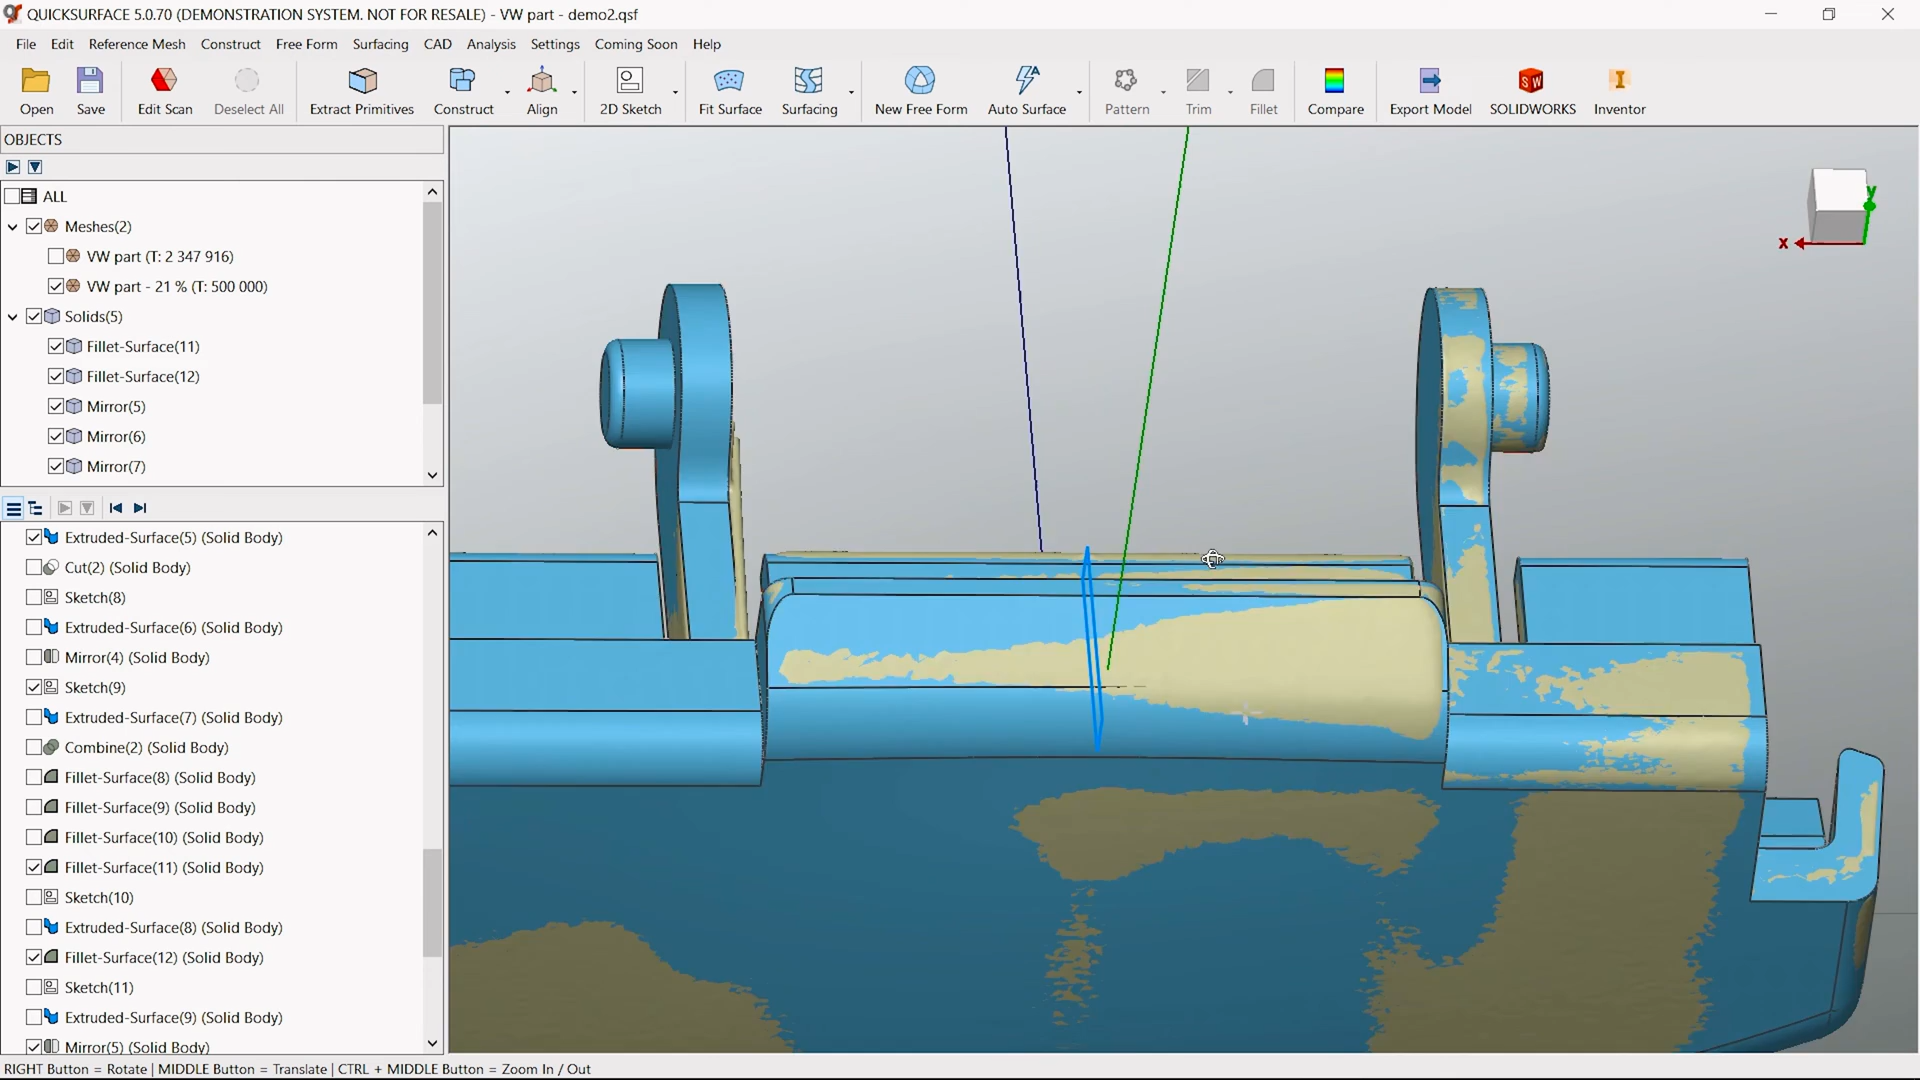 QUICKSURFACE 5.0.70 (DEMONSTRATION SYSTEM. NOT FOR RESALE) - VW part - demo2.qsf
File Edit Reference Mesh Construct Free Form Surfacing CAD Analysis Settings Coming Soon Help
Open Save Edit Scan Deselect All Extract Primitives Construct Align 2D Sketch Fit Surface Surfacing New Free Form Auto Surface Pattern Trim Fillet Compare Export Model SOLIDWORKS Inventor
SW
OBJECTS
ALL
Meshes(2)
VW part (T: 2 347 916)
VW part - 21 % (T: 500 000)
Solids(5)
Fillet-Surface(11)
Fillet-Surface(12)
Mirror(5)
Mirror(6)
Mirror(7)
Extruded-Surface(5) (Solid Body)
Cut(2) (Solid Body)
Sketch(8)
Extruded-Surface(6) (Solid Body)
Mirror(4) (Solid Body)
Sketch(9)
Extruded-Surface(7) (Solid Body)
Combine(2) (Solid Body)
Fillet-Surface(8) (Solid Body)
Fillet-Surface(9) (Solid Body)
Fillet-Surface(10) (Solid Body)
Fillet-Surface(11) (Solid Body)
Sketch(10)
Extruded-Surface(8) (Solid Body)
Fillet-Surface(12) (Solid Body)
Sketch(11)
Extruded-Surface(9) (Solid Body)
Mirror(5) (Solid Body)
Y
X
RIGHT Button = Rotate | MIDDLE Button = Translate | CTRL + MIDDLE Button = Zoom In / Out